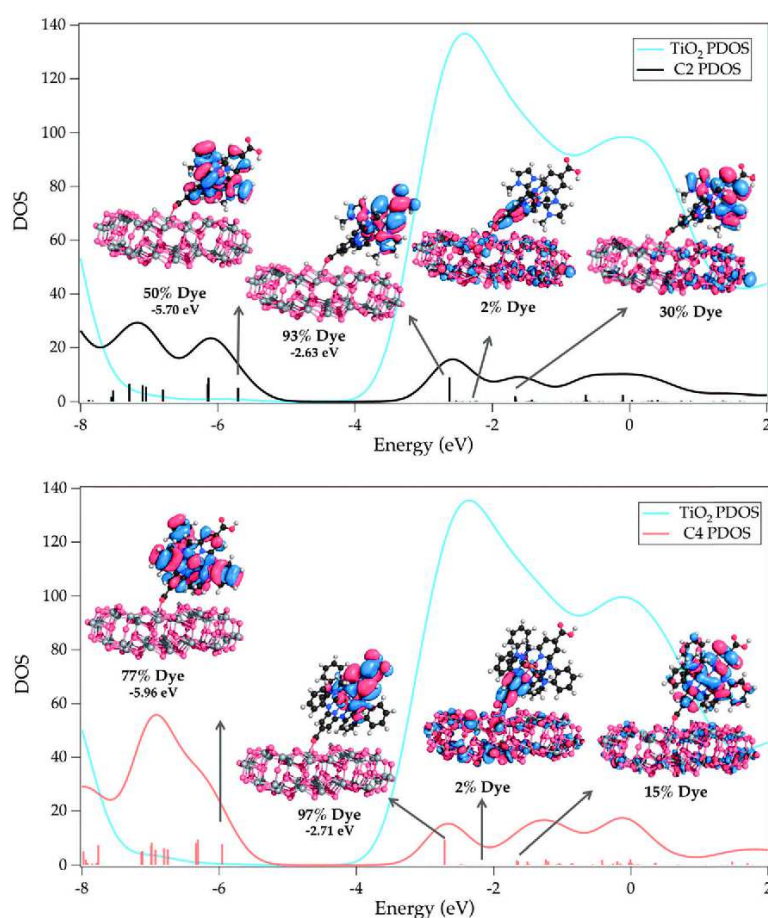 140
120
100
80
60
40
20
0
DOS
TiO2 PDOS
C2 PDOS
50% Dye
-5.70 eV
93% Dye
-2.63 eV
2% Dye
30% Dye
-8
-6
-4
-2
0
2
Energy (eV)
140
120
100
80
60
40
20
0
DOS
TiO2 PDOS
C4 PDOS
77% Dye
-5.96 eV
97% Dye
-2.71 eV
2% Dye
15% Dye
-8
-6
-4
-2
0
2
Energy (eV)